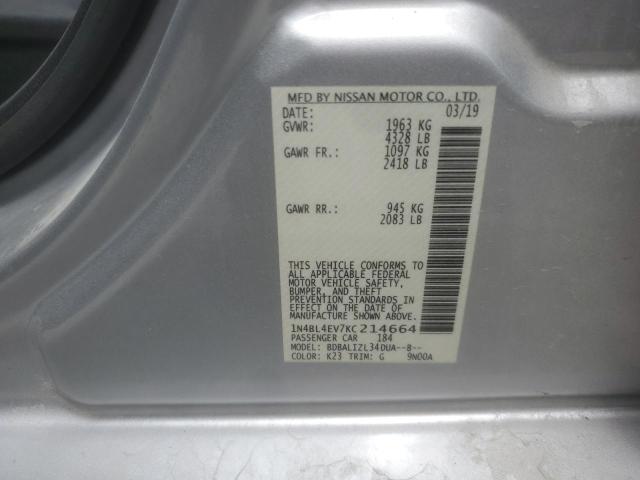 MFD BY NISSAN MOTOR CO., LTD.
DATE: 03/19
GVWR: 1963 KG
4328 LB
GAWR FR.: 1097 KG
2418 LB
GAWR RR.: 945 KG
2083 LB
THIS VEHICLE CONFORMS TO
ALL APPLICABLE FEDERAL
MOTOR VEHICLE SAFETY,
BUMPER, AND THEFT
PREVENTION STANDARDS IN
EFFECT ON THE DATE OF
MANUFACTURE SHOWN ABOVE.
1N4BL4EV7KC214664
PASSENGER CAR 184
MODEL: BDBALIZL34DUA--8--
COLOR: K23 TRIM: G 9N00A